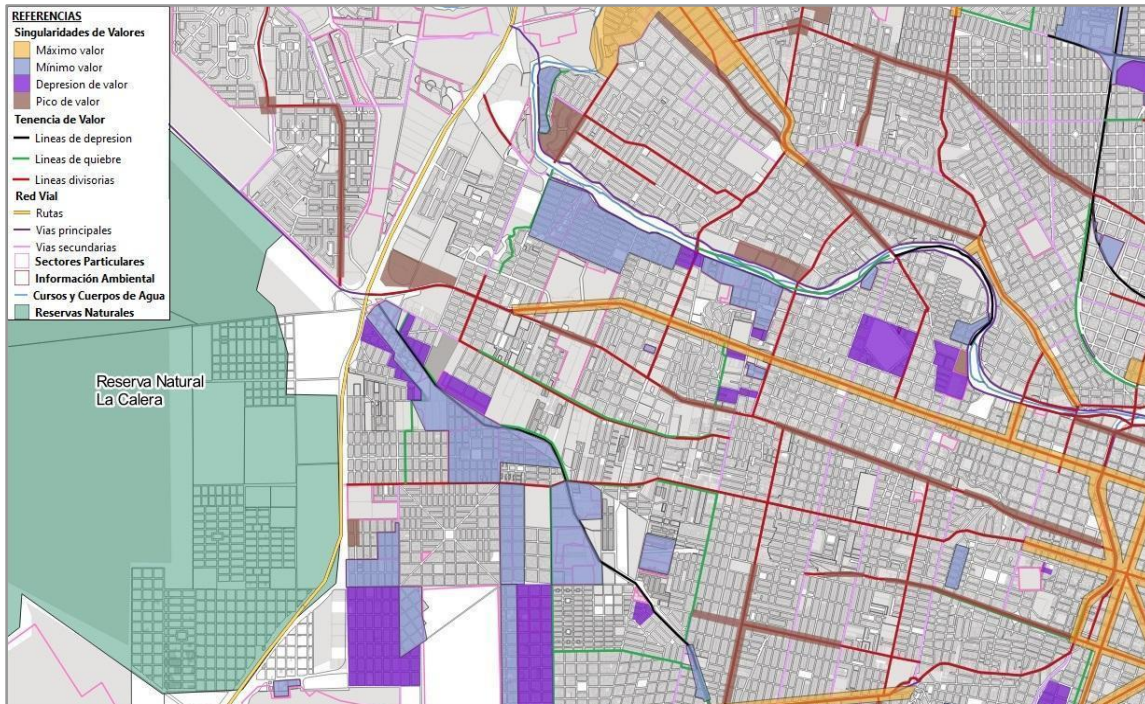 REFERENCIAS
Singularidades de Valores
Máximo valor
Mínimo valor
Depresion de valor
Pico de valor
Tenencia de Valor
Lineas de depresion
Lineas de quiebre
Lineas divisorias
Red Vial
Rutas
Vias principales
Vias secundarias
Sectores Particulares
Información Ambiental
Cursos y Cuerpos de Agua
Reservas Naturales
Reserva Natural
La Calera